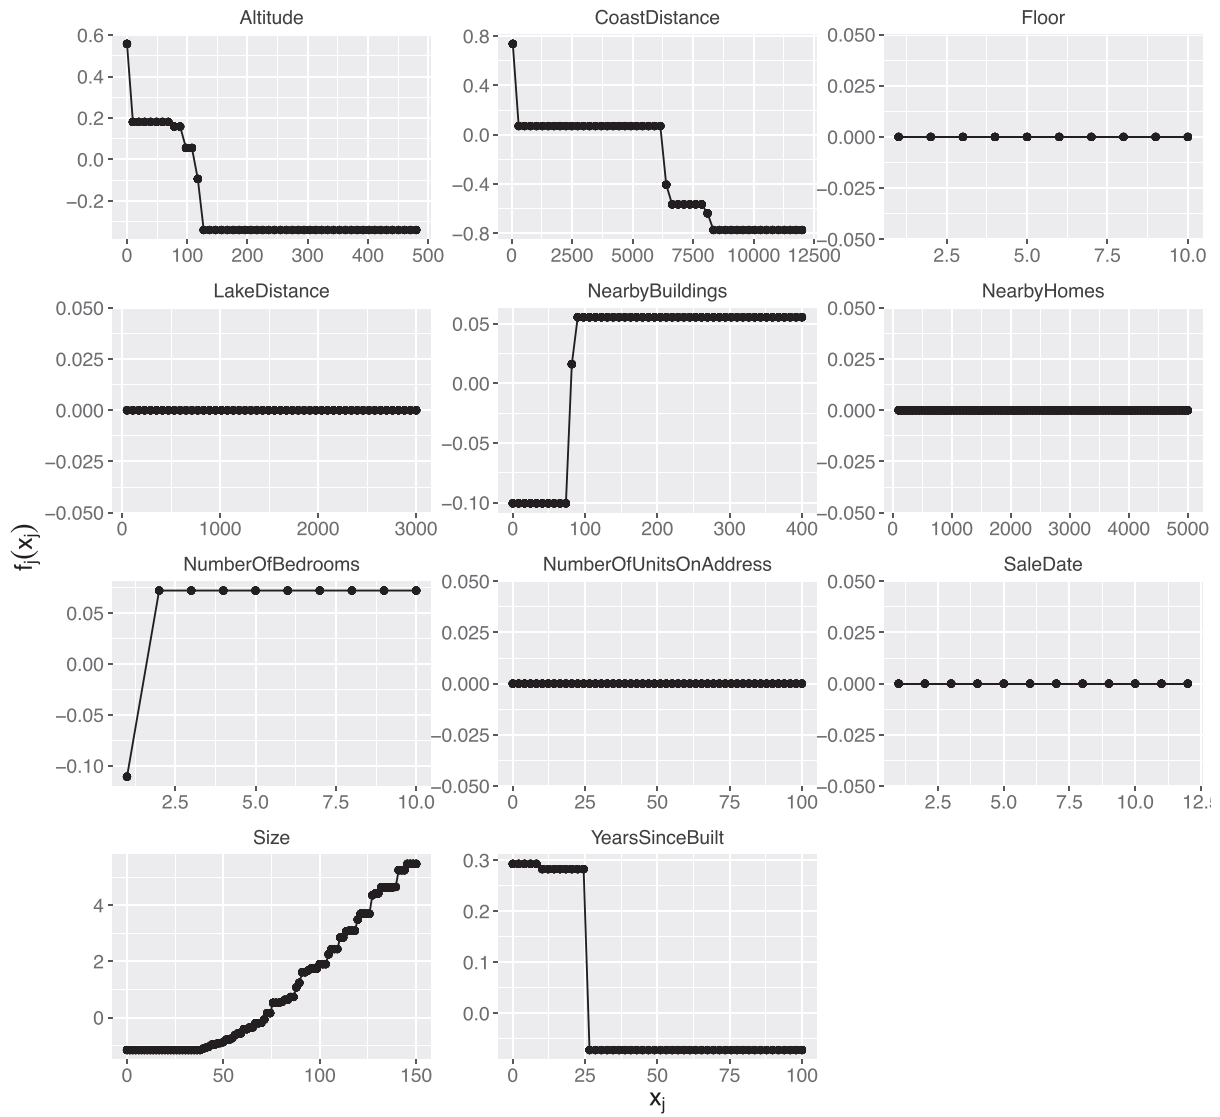 Altitude CoastDistance Floor
0.6 0.4 0.2 0.0 −0.2
0 100 200 300 400 500
0.8 0.4 0.0 −0.4 −0.8
0 2500 5000 7500 10000 12500
0.050 0.025 0.000 −0.025 −0.050
2.5 5.0 7.5 10.0
LakeDistance NearbyBuildings NearbyHomes
0.050 0.025 0.000 −0.025 −0.050
0 1000 2000 3000
0.05 0.00 −0.05 −0.10
0 100 200 300 400
0.050 0.025 0.000 −0.025 −0.050
0 1000 2000 3000 4000 5000
fj(xj)
NumberOfBedrooms NumberOfUnitsOnAddress SaleDate
0.05 0.00 −0.05 −0.10
2.5 5.0 7.5 10.0
0.050 0.025 0.000 −0.025 −0.050
0 25 50 75 100
0.050 0.025 0.000 −0.025 −0.050
2.5 5.0 7.5 10.0 12.5
Size YearsSinceBuilt
4 2 0
0 50 100 150
0.3 0.2 0.1 0.0
0 25 50 75 100
xj